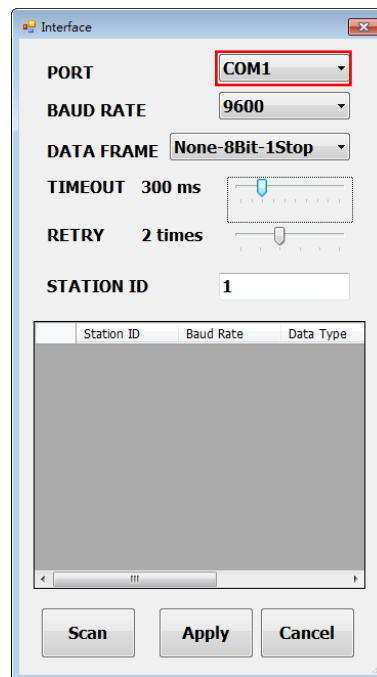 Interface
PORT COM1
BAUD RATE 9600
DATA FRAME None-8Bit-1Stop
TIMEOUT 300 ms
RETRY 2 times
STATION ID 1
Station ID Baud Rate Data Type
Scan Apply Cancel